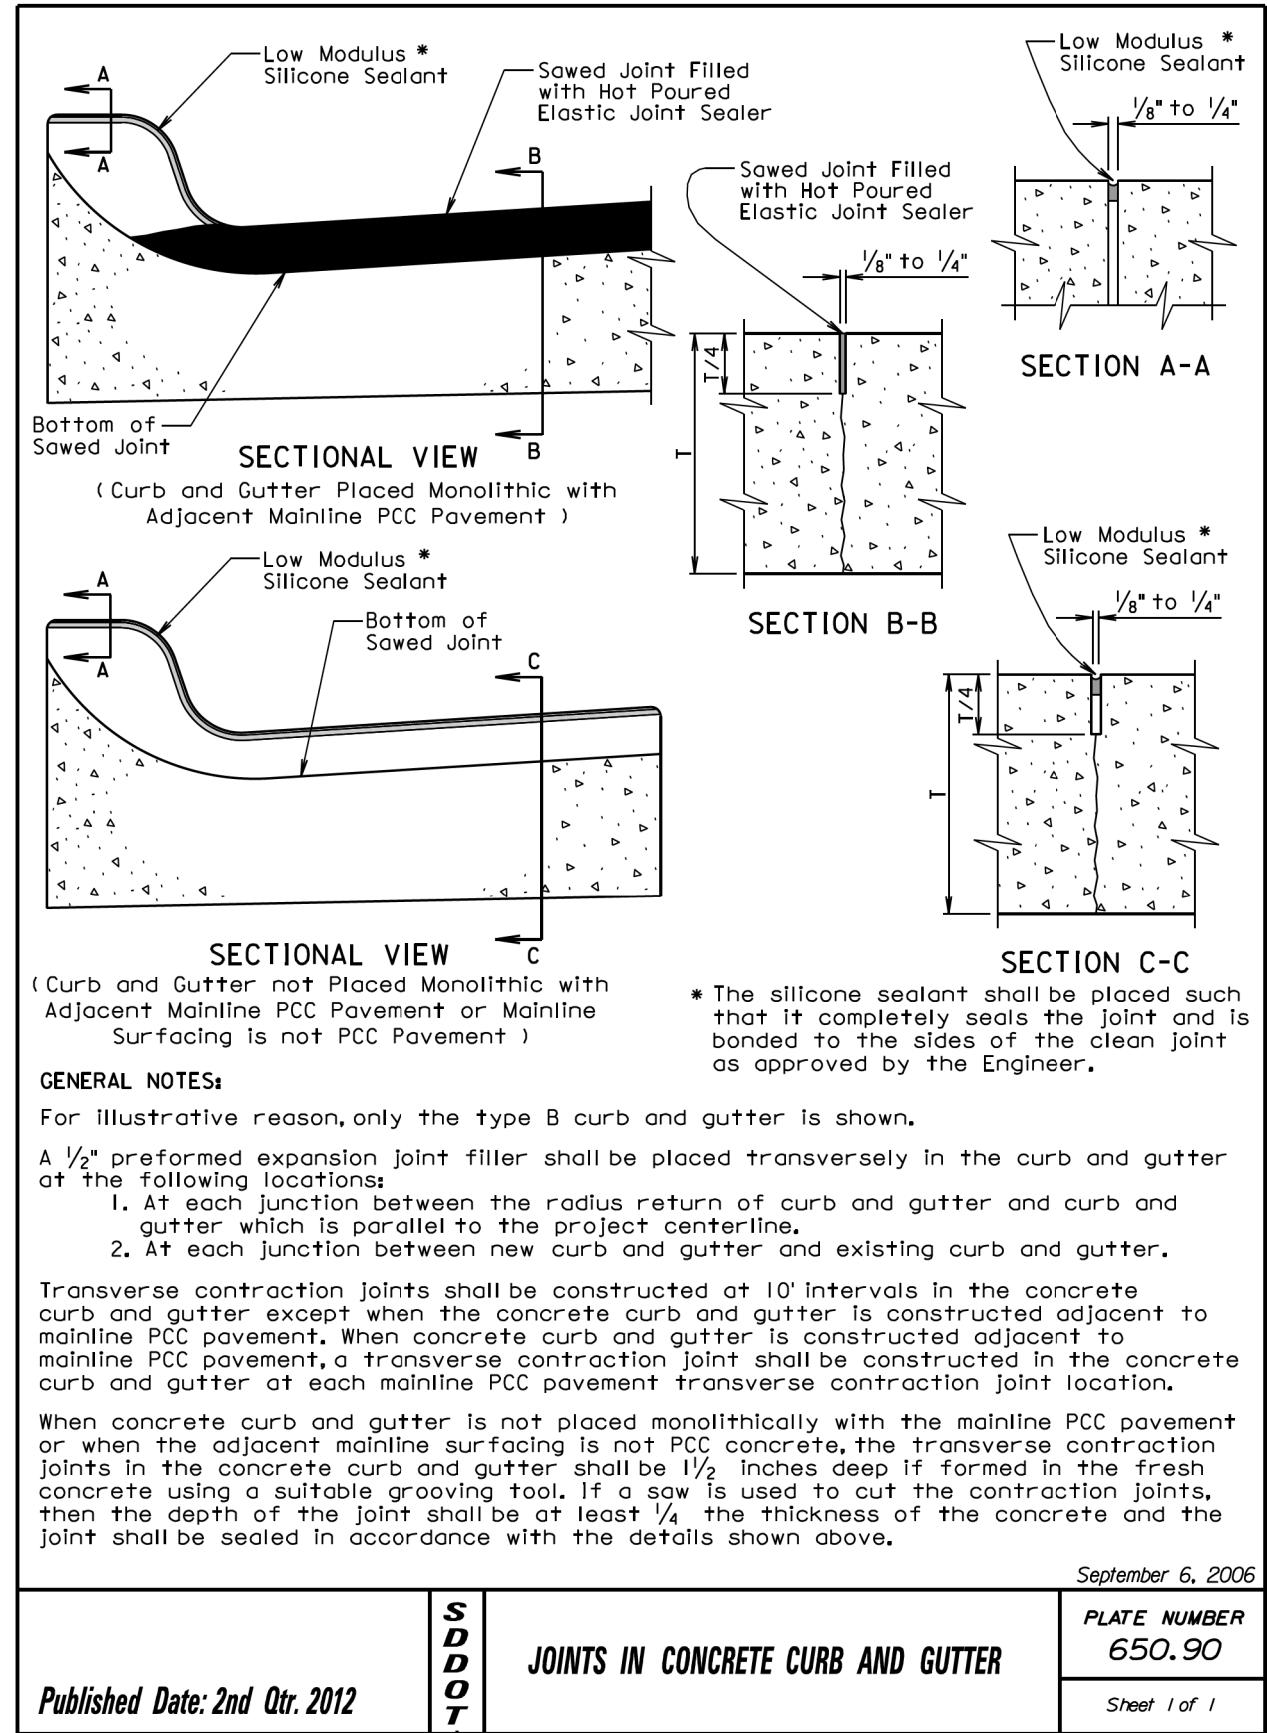 Low Modulus *
Silicone Sealant
A
A
Sawed Joint Filled
with Hot Poured
Elastic Joint Sealer
B
B
Bottom of
Sawed Joint
SECTIONAL VIEW
(Curb and Gutter Placed Monolithic with
Adjacent Mainline PCC Pavement)
Sawed Joint Filled
with Hot Poured
Elastic Joint Sealer
1/8" to 1/4"
T/4
T
SECTION B-B
Low Modulus *
Silicone Sealant
1/8" to 1/4"
SECTION A-A
Low Modulus *
Silicone Sealant
A
A
Bottom of
Sawed Joint
C
C
SECTIONAL VIEW
(Curb and Gutter not Placed Monolithic with
Adjacent Mainline PCC Pavement or Mainline
Surfacing is not PCC Pavement)
Low Modulus *
Silicone Sealant
1/8" to 1/4"
T/4
T
SECTION C-C
* The silicone sealant shall be placed such
that it completely seals the joint and is
bonded to the sides of the clean joint
as approved by the Engineer.
GENERAL NOTES:
For illustrative reason, only the type B curb and gutter is shown.
A 1/2" preformed expansion joint filler shall be placed transversely in the curb and gutter
at the following locations:
1. At each junction between the radius return of curb and gutter and curb and
gutter which is parallel to the project centerline.
2. At each junction between new curb and gutter and existing curb and gutter.
Transverse contraction joints shall be constructed at 10' intervals in the concrete
curb and gutter except when the concrete curb and gutter is constructed adjacent to
mainline PCC pavement. When concrete curb and gutter is constructed adjacent to
mainline PCC pavement, a transverse contraction joint shall be constructed in the concrete
curb and gutter at each mainline PCC pavement transverse contraction joint location.
When concrete curb and gutter is not placed monolithically with the mainline PCC pavement
or when the adjacent mainline surfacing is not PCC concrete, the transverse contraction
joints in the concrete curb and gutter shall be 1 1/2 inches deep if formed in the fresh
concrete using a suitable grooving tool. If a saw is used to cut the contraction joints,
then the depth of the joint shall be at least 1/4 the thickness of the concrete and the
joint shall be sealed in accordance with the details shown above.
September 6, 2006
Published Date: 2nd Qtr. 2012
SDDOT
JOINTS IN CONCRETE CURB AND GUTTER
PLATE NUMBER
650.90
Sheet 1 of 1